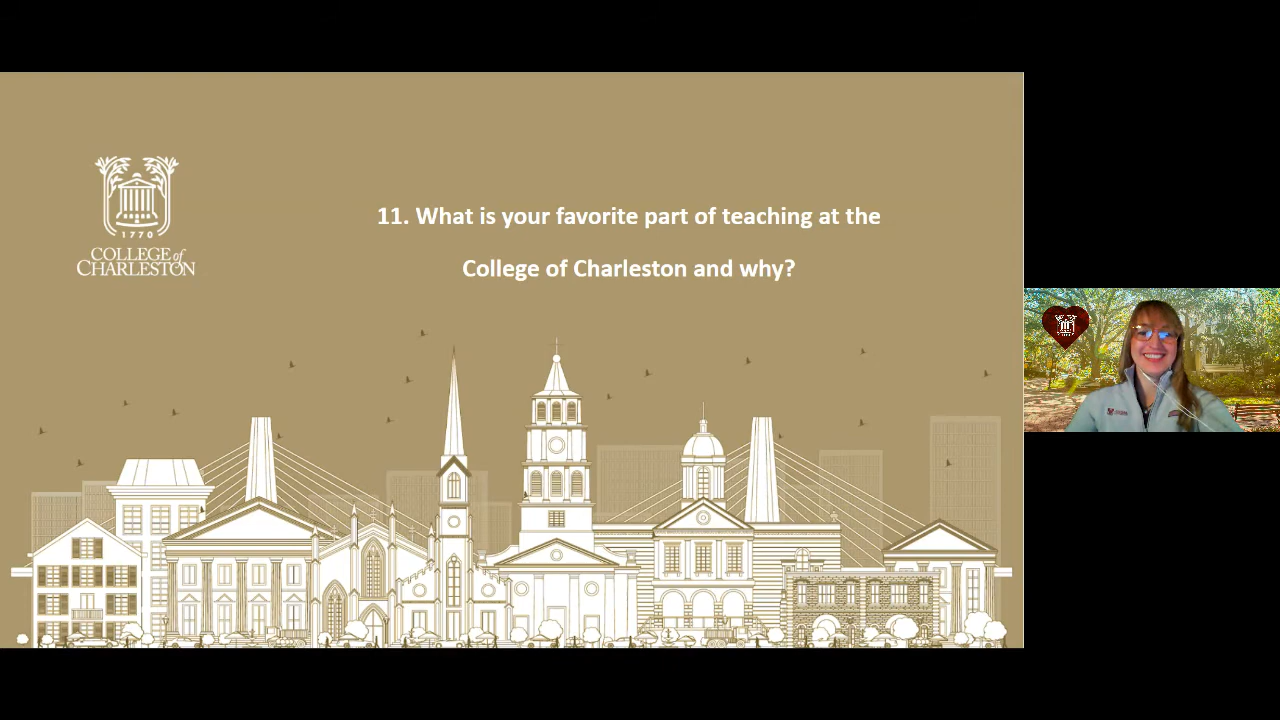 1770
COLLEGE of
CHARLESTON
11. What is your favorite part of teaching at the
College of Charleston and why?